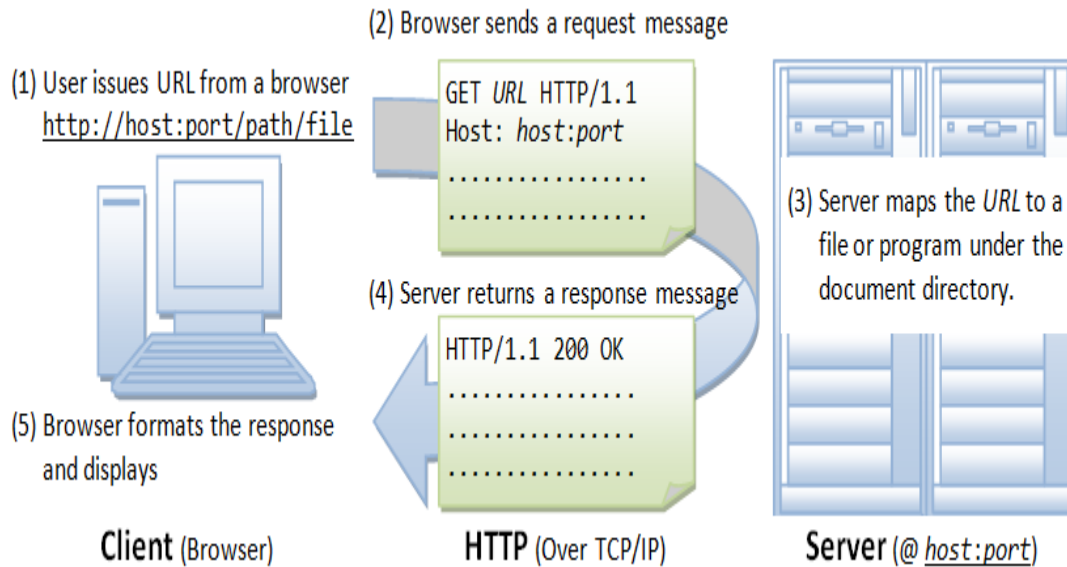 (1) User issues URL from a browser
http://host:port/path/file
(2) Browser sends a request message
GET URL HTTP/1.1
Host: host:port
.................
.................
(3) Server maps the URL to a
file or program under the
document directory.
(4) Server returns a response message
HTTP/1.1 200 OK
................
................
................
(5) Browser formats the response
and displays
Client (Browser)
HTTP (Over TCP/IP)
Server (@ host:port)